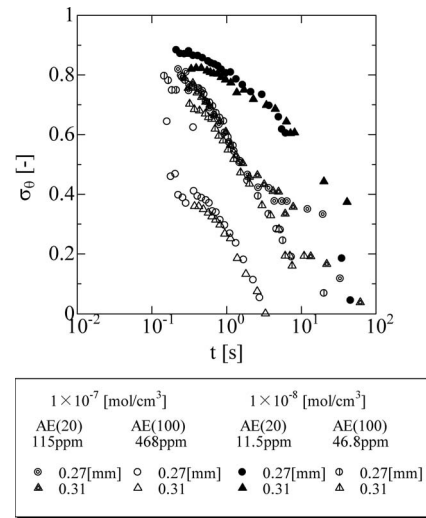 1
0.8
0.6
0.4
0.2
0
σθ [-]
10⁻² 10⁻¹ 10⁰ 10¹ 10²
t [s]
1×10⁻⁷ [mol/cm³] 1×10⁻⁸ [mol/cm³]
AE(20) AE(100) AE(20) AE(100)
115ppm 468ppm 11.5ppm 46.8ppm
0.27[mm] 0.27[mm] 0.27[mm] 0.27[mm]
0.31 0.31 0.31 0.31